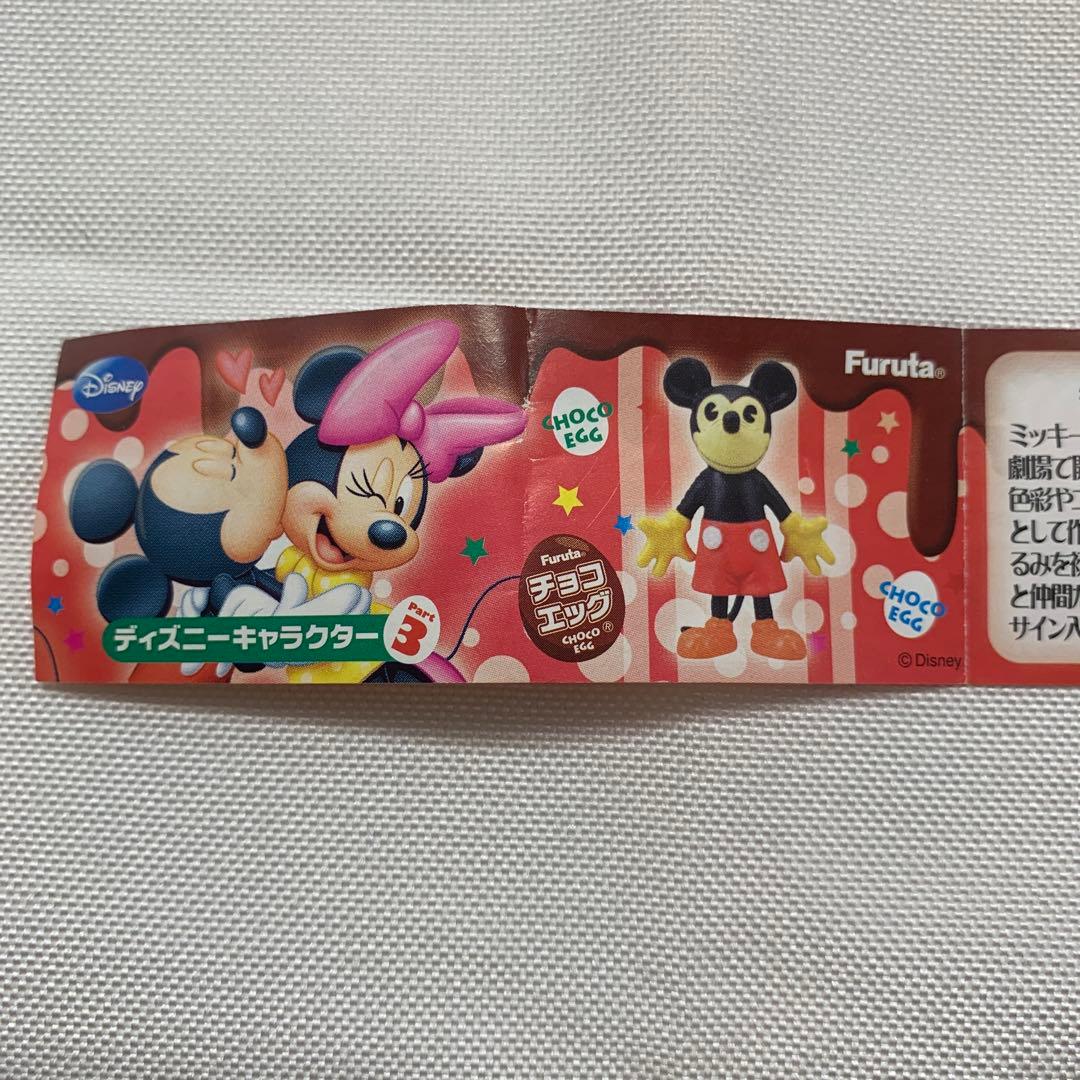 Disney
ディズニーキャラクター
Part
3
CHOCO
EGG
Furuta®
チョコ
エッグ®
CHOCO
EGG
Furuta®
CHOCO
EGG
©Disney
ミッキー
劇場で
色彩や
として作
るみを
と仲間
サイン入